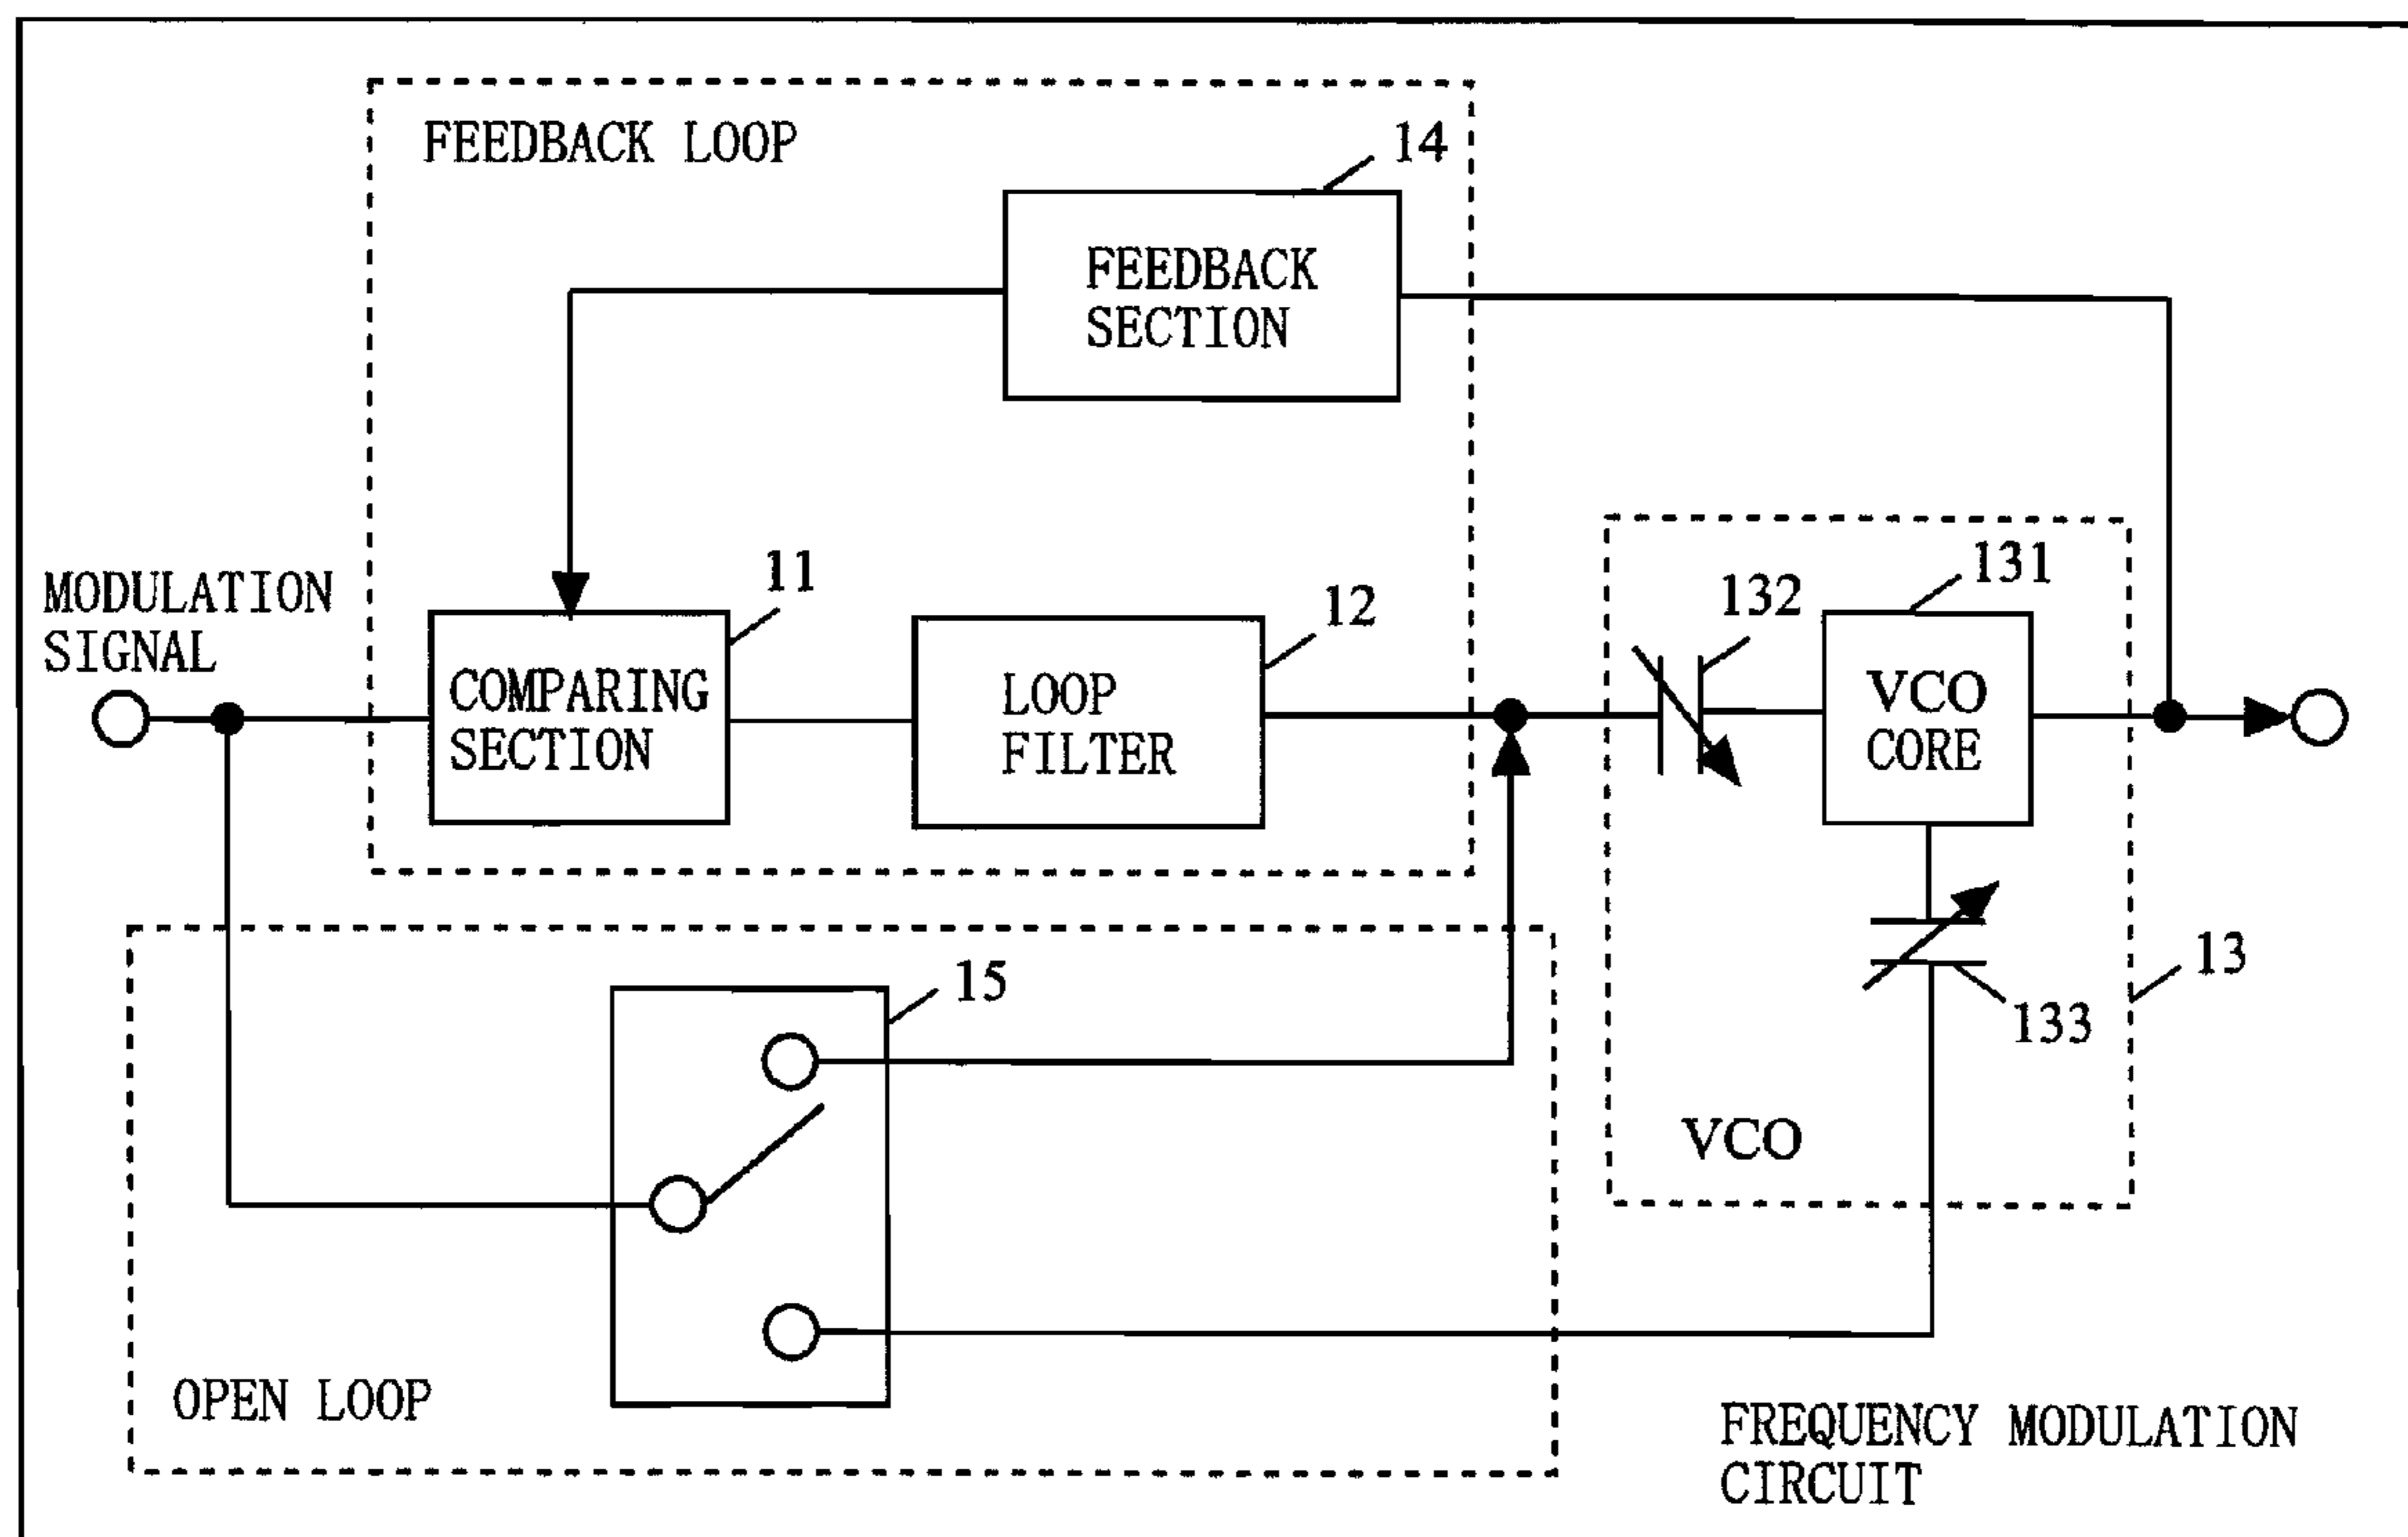 FEEDBACK LOOP
14
FEEDBACK
SECTION
MODULATION
SIGNAL
11
COMPARING
SECTION
12
LOOP
FILTER
132
131
VCO
CORE
133
13
VCO
15
OPEN LOOP
FREQUENCY MODULATION
CIRCUIT